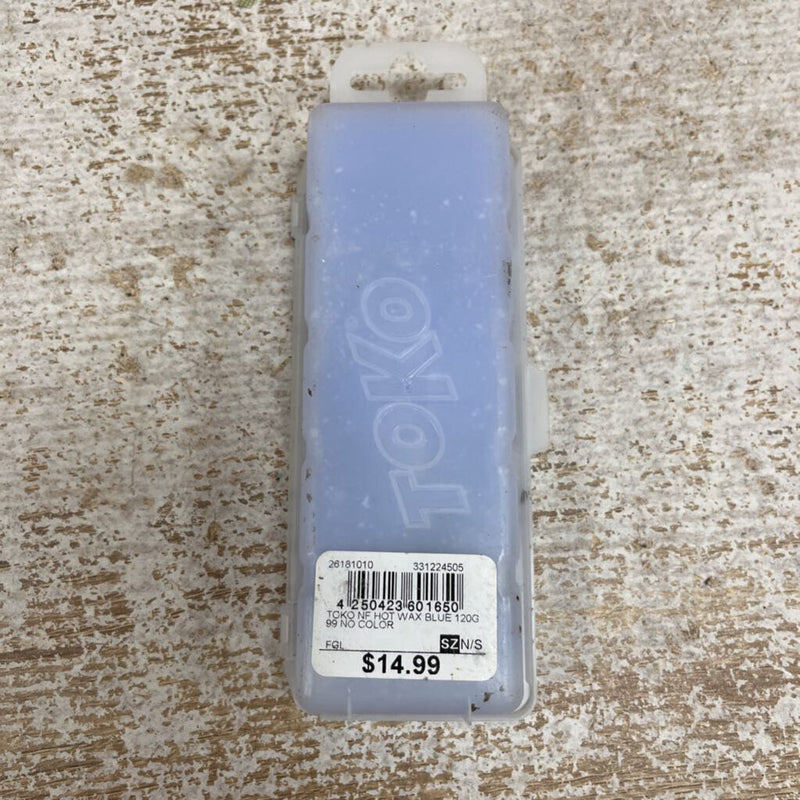 TOKO
26181010 331224505
4 250423 601650
TOKO NF HOT WAX BLUE 120G
99 NO COLOR
FGL SZ N/S
$14.99